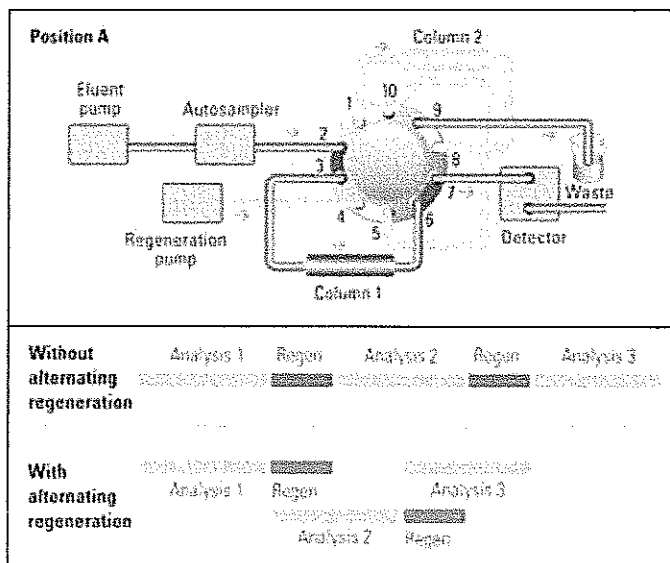 Position A
Column 2
Eluent pump
Autosampler
1
10
9
2
3
8
7
4
5
6
Regeneration pump
Waste
Detector
Column 1
Without alternating regeneration
Analysis 1 Regen Analysis 2 Regen Analysis 3
With alternating regeneration
Analysis 1 Regen Analysis 3
Analysis 2 Regen